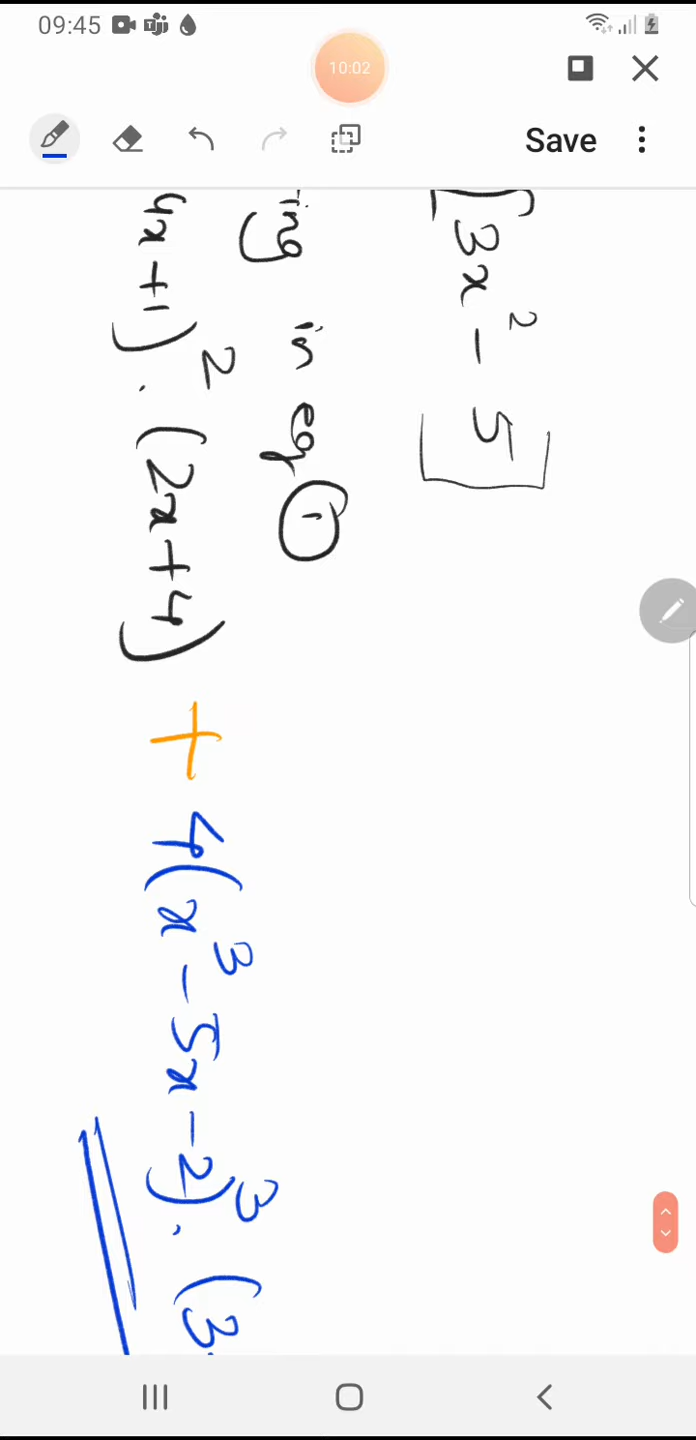 09:45
10:02
Save
[3x² - 5]
ing in eq ①
4x+1)². (2x+4) + 4(x³ - 5x - 2)³. (3